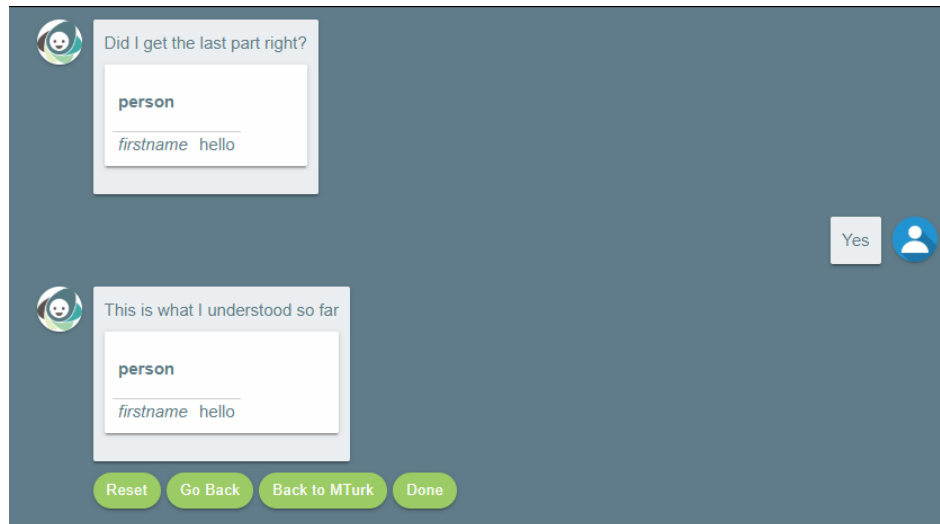 Did I get the last part right?
person
firstname hello
Yes
This is what I understood so far
person
firstname hello
Reset Go Back Back to MTurk Done